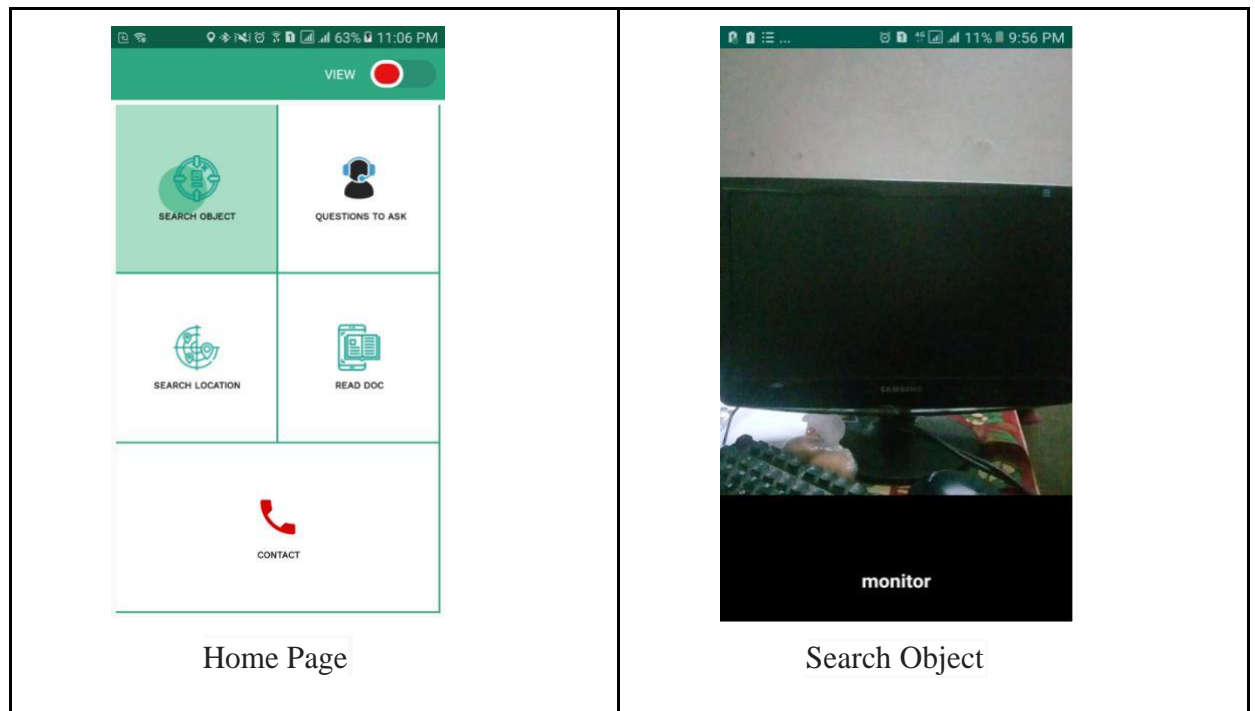 63% 11:06 PM
VIEW
SEARCH OBJECT
QUESTIONS TO ASK
SEARCH LOCATION
READ DOC
CONTACT
Home Page
... 4G 11% 9:56 PM
SAMSUNG
monitor
Search Object